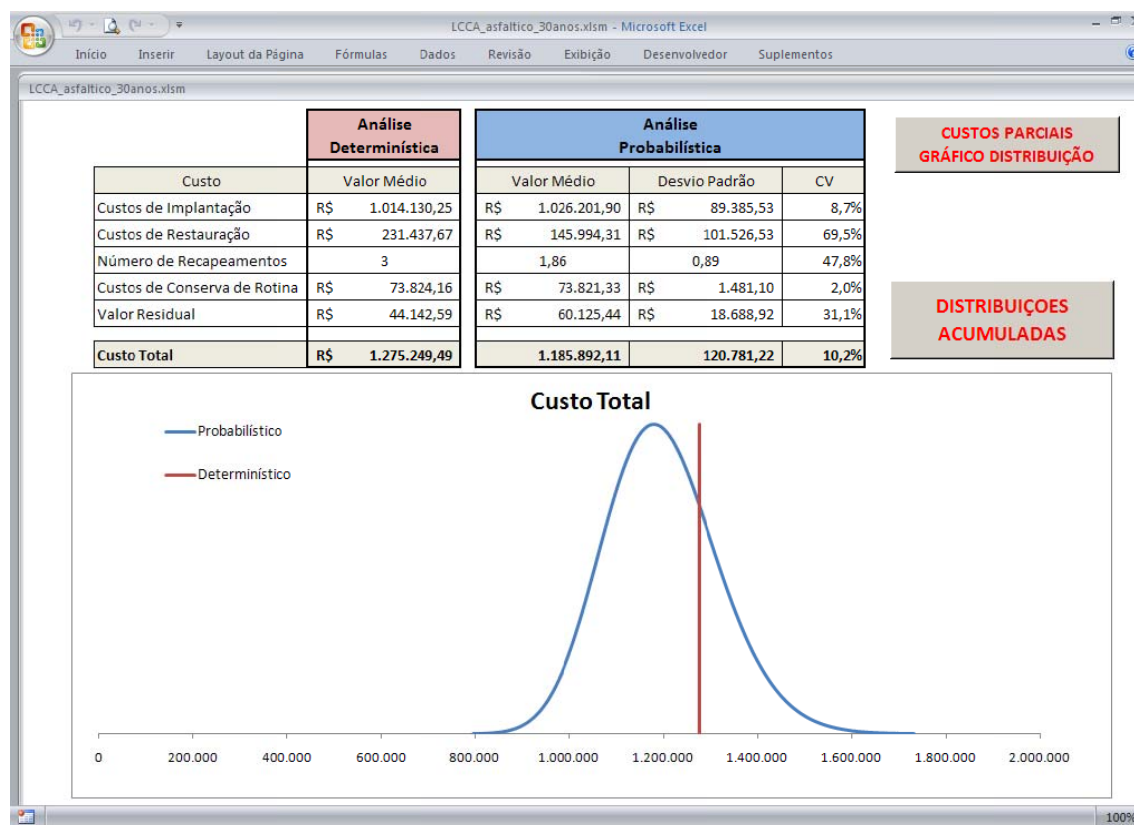 LCCA_asfaltico_30anos.xlsm - Microsoft Excel
Início Inserir Layout da Página Fórmulas Dados Revisão Exibição Desenvolvedor Suplementos
LCCA_asfaltico_30anos.xlsm
Análise Determinística
Análise Probabilística
CUSTOS PARCIAIS
GRÁFICO DISTRIBUIÇÃO
Custo Valor Médio Valor Médio Desvio Padrão CV
Custos de Implantação R$ 1.014.130,25 R$ 1.026.201,90 R$ 89.385,53 8,7%
Custos de Restauração R$ 231.437,67 R$ 145.994,31 R$ 101.526,53 69,5%
Número de Recapeamentos 3 1,86 0,89 47,8%
Custos de Conserva de Rotina R$ 73.824,16 R$ 73.821,33 R$ 1.481,10 2,0%
Valor Residual R$ 44.142,59 R$ 60.125,44 R$ 18.688,92 31,1%
DISTRIBUIÇOES
ACUMULADAS
Custo Total R$ 1.275.249,49 1.185.892,11 120.781,22 10,2%
Custo Total
Probabilístico
Determinístico
0 200.000 400.000 600.000 800.000 1.000.000 1.200.000 1.400.000 1.600.000 1.800.000 2.000.000
100%